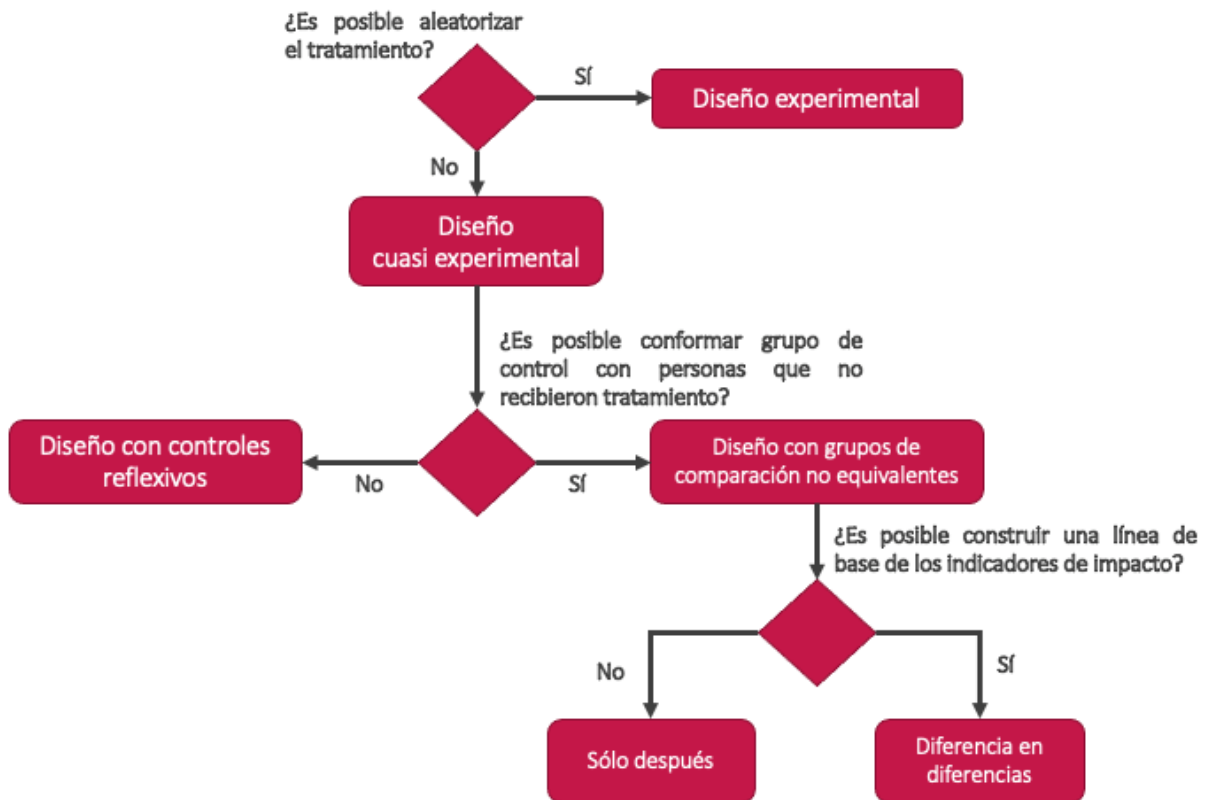 ¿Es posible aleatorizar
el tratamiento?
Sí
Diseño experimental
No
Diseño
cuasi experimental
¿Es posible conformar grupo de
control con personas que no
recibieron tratamiento?
Diseño con controles
reflexivos
No
Sí
Diseño con grupos de
comparación no equivalentes
¿Es posible construir una línea de
base de los indicadores de impacto?
No
Sí
Sólo después
Diferencia en
diferencias